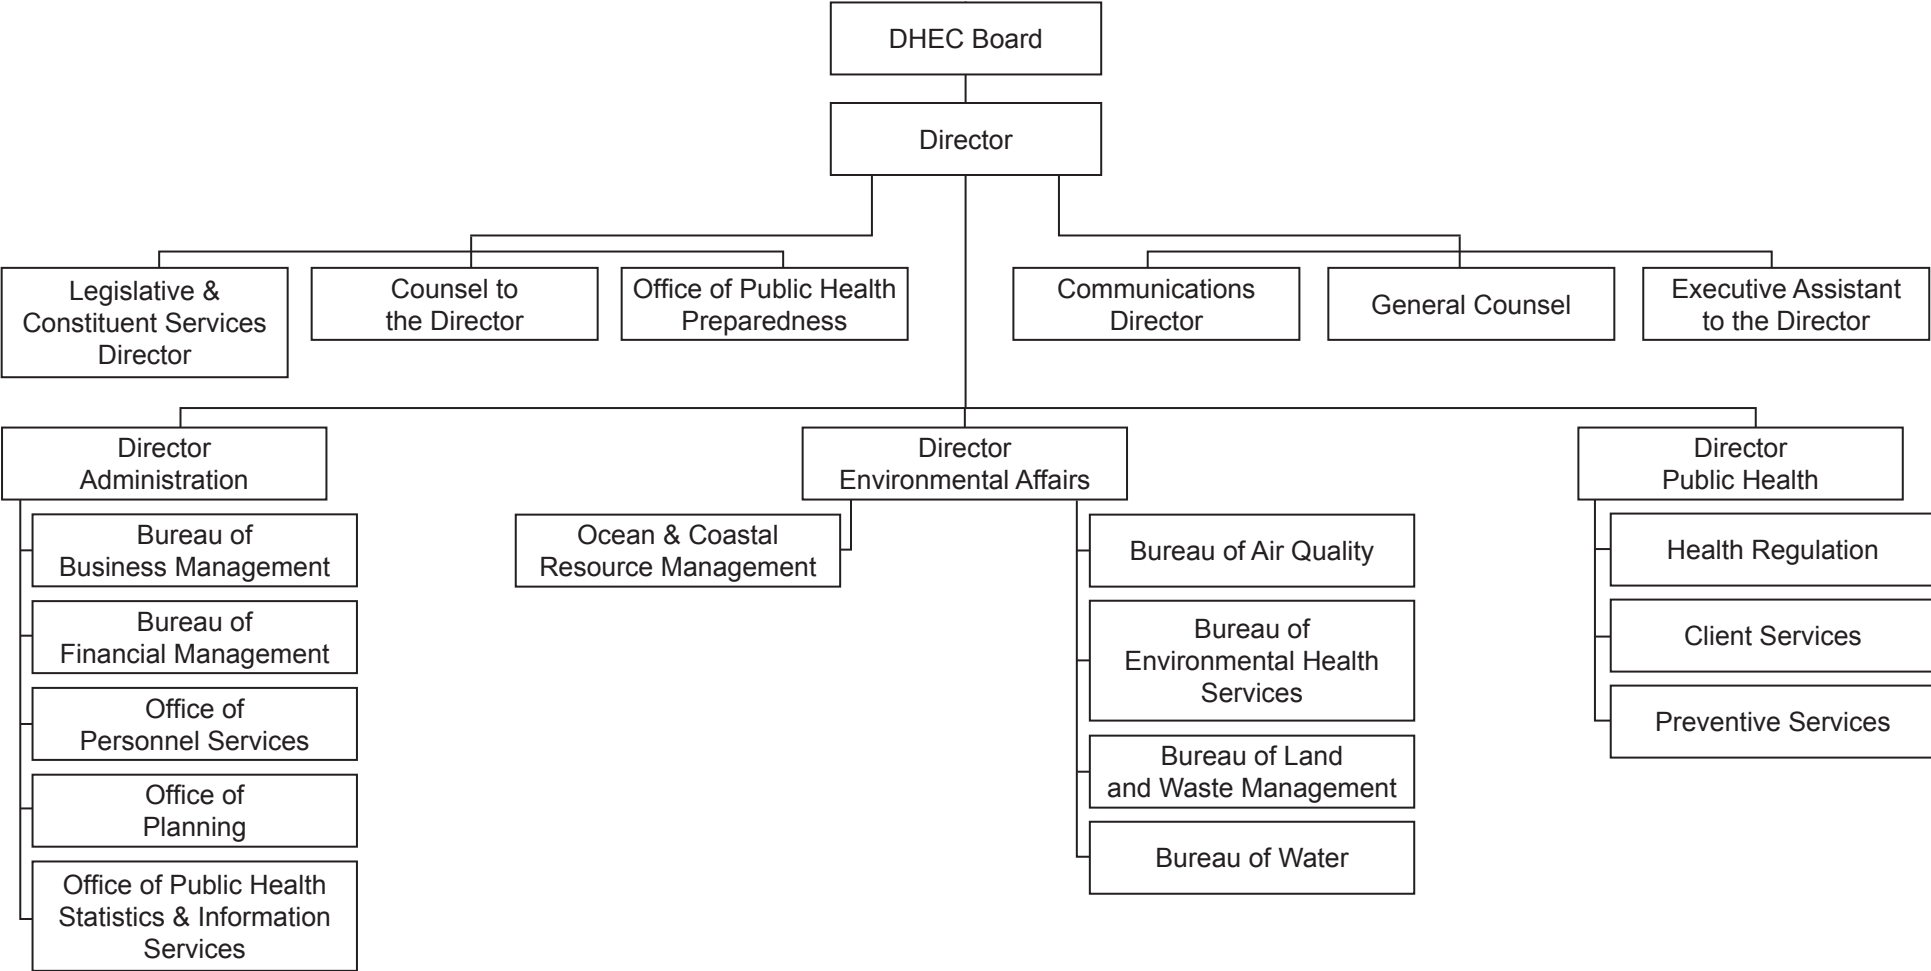 DHEC Board
Director
Legislative &
Constituent Services
Director
Counsel to
the Director
Office of Public Health
Preparedness
Communications
Director
General Counsel
Executive Assistant
to the Director
Director
Administration
Bureau of
Business Management
Bureau of
Financial Management
Office of
Personnel Services
Office of
Planning
Office of Public Health
Statistics & Information
Services
Director
Environmental Affairs
Ocean & Coastal
Resource Management
Bureau of Air Quality
Bureau of
Environmental Health
Services
Bureau of Land
and Waste Management
Bureau of Water
Director
Public Health
Health Regulation
Client Services
Preventive Services